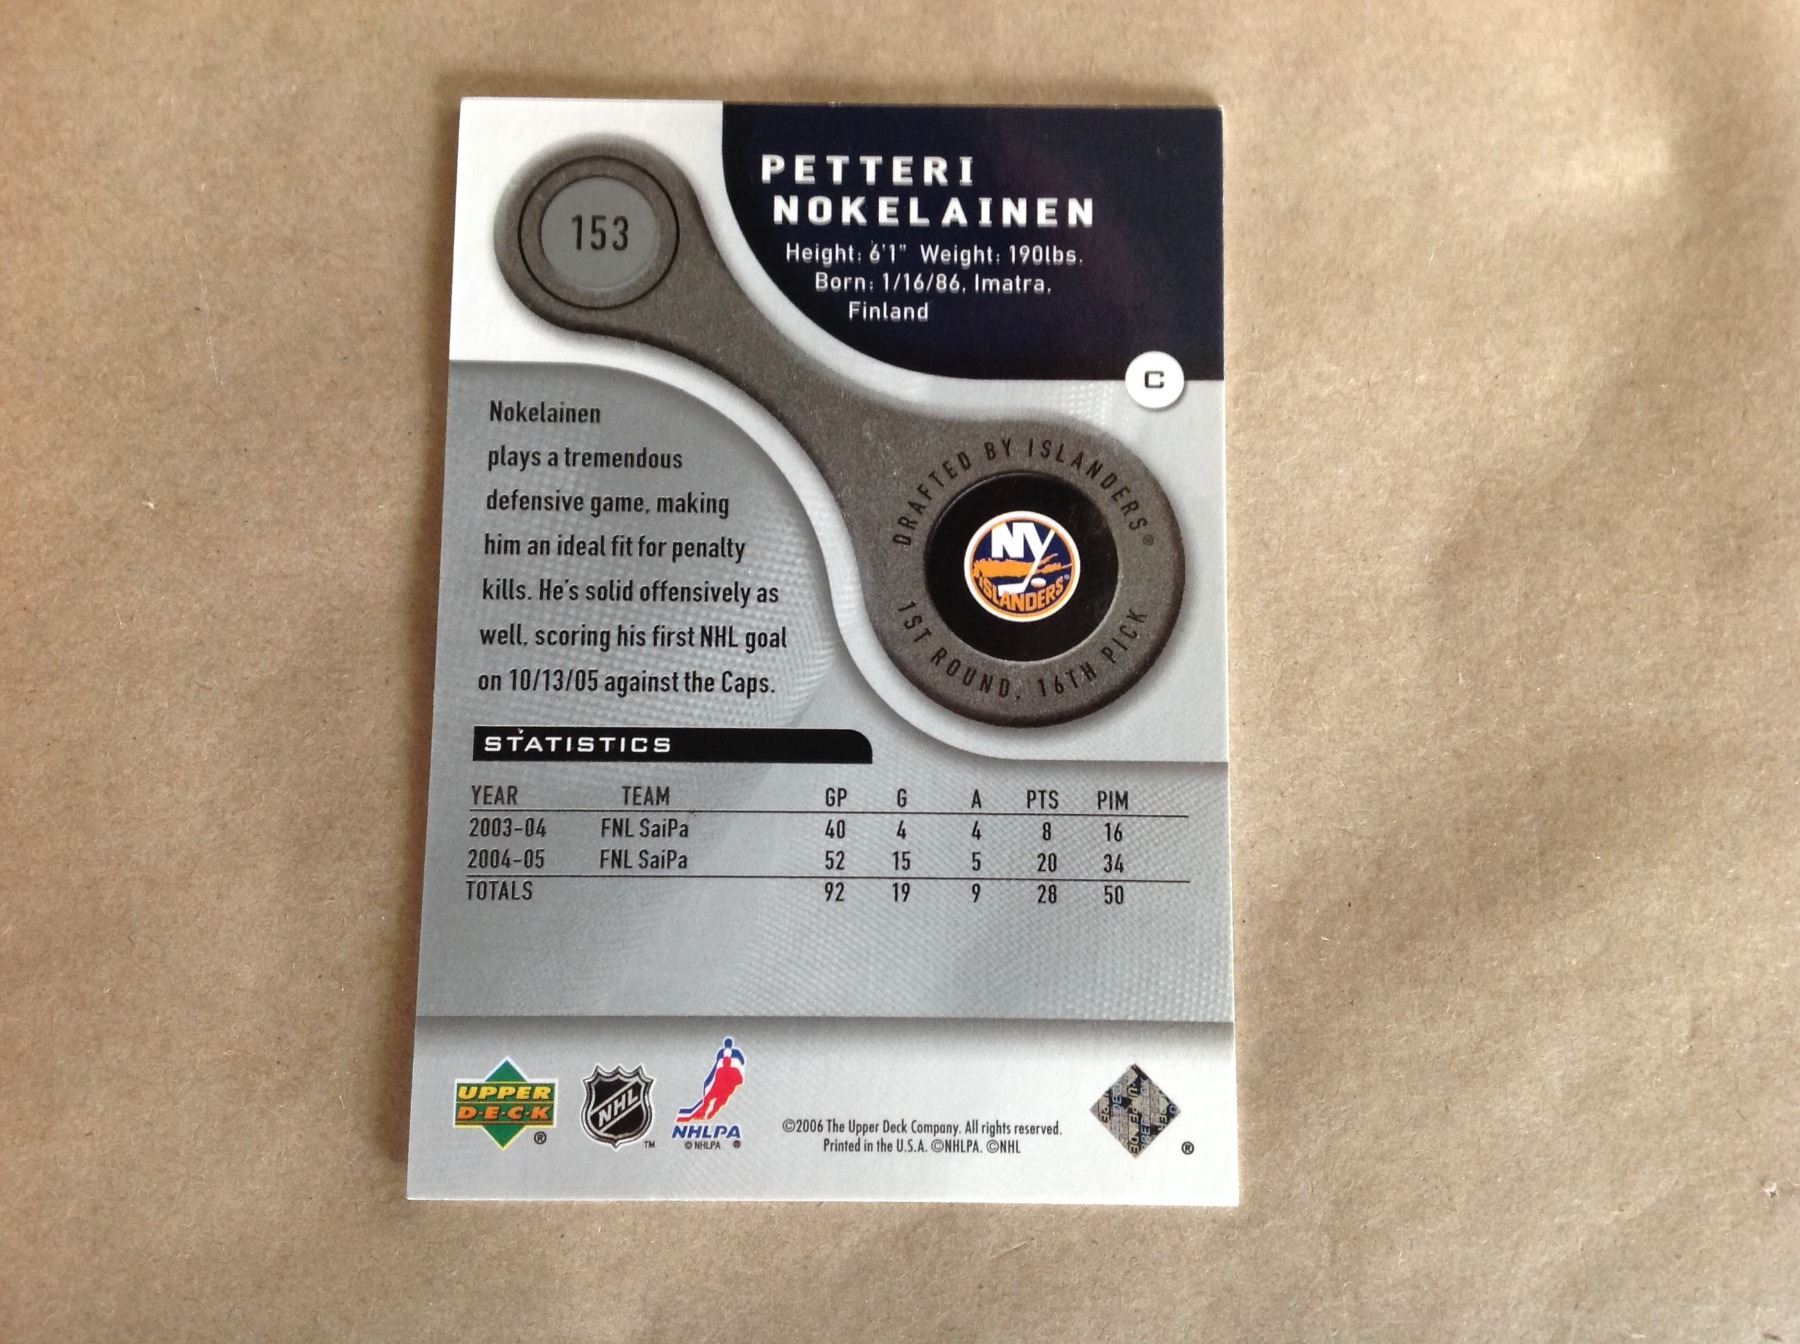 153
PETTERI
NOKELAINEN
Height: 6'1" Weight: 190lbs.
Born: 1/16/86, Imatra,
Finland
C
Nokelainen
plays a tremendous
defensive game, making
him an ideal fit for penalty
kills. He's solid offensively as
well, scoring his first NHL goal
on 10/13/05 against the Caps.
DRAFTED BY ISLANDERS®
NY
ISLANDERS
1ST ROUND, 16TH PICK
STATISTICS
YEAR TEAM GP G A PTS PIM
2003-04 FNL SaiPa 40 4 4 8 16
2004-05 FNL SaiPa 52 15 5 20 34
TOTALS 92 19 9 28 50
UPPER
D·E·C·K ®
NHL ™
NHLPA
© NHLPA ®
©2006 The Upper Deck Company. All rights reserved.
Printed in the U.S.A. ©NHLPA. ©NHL
®